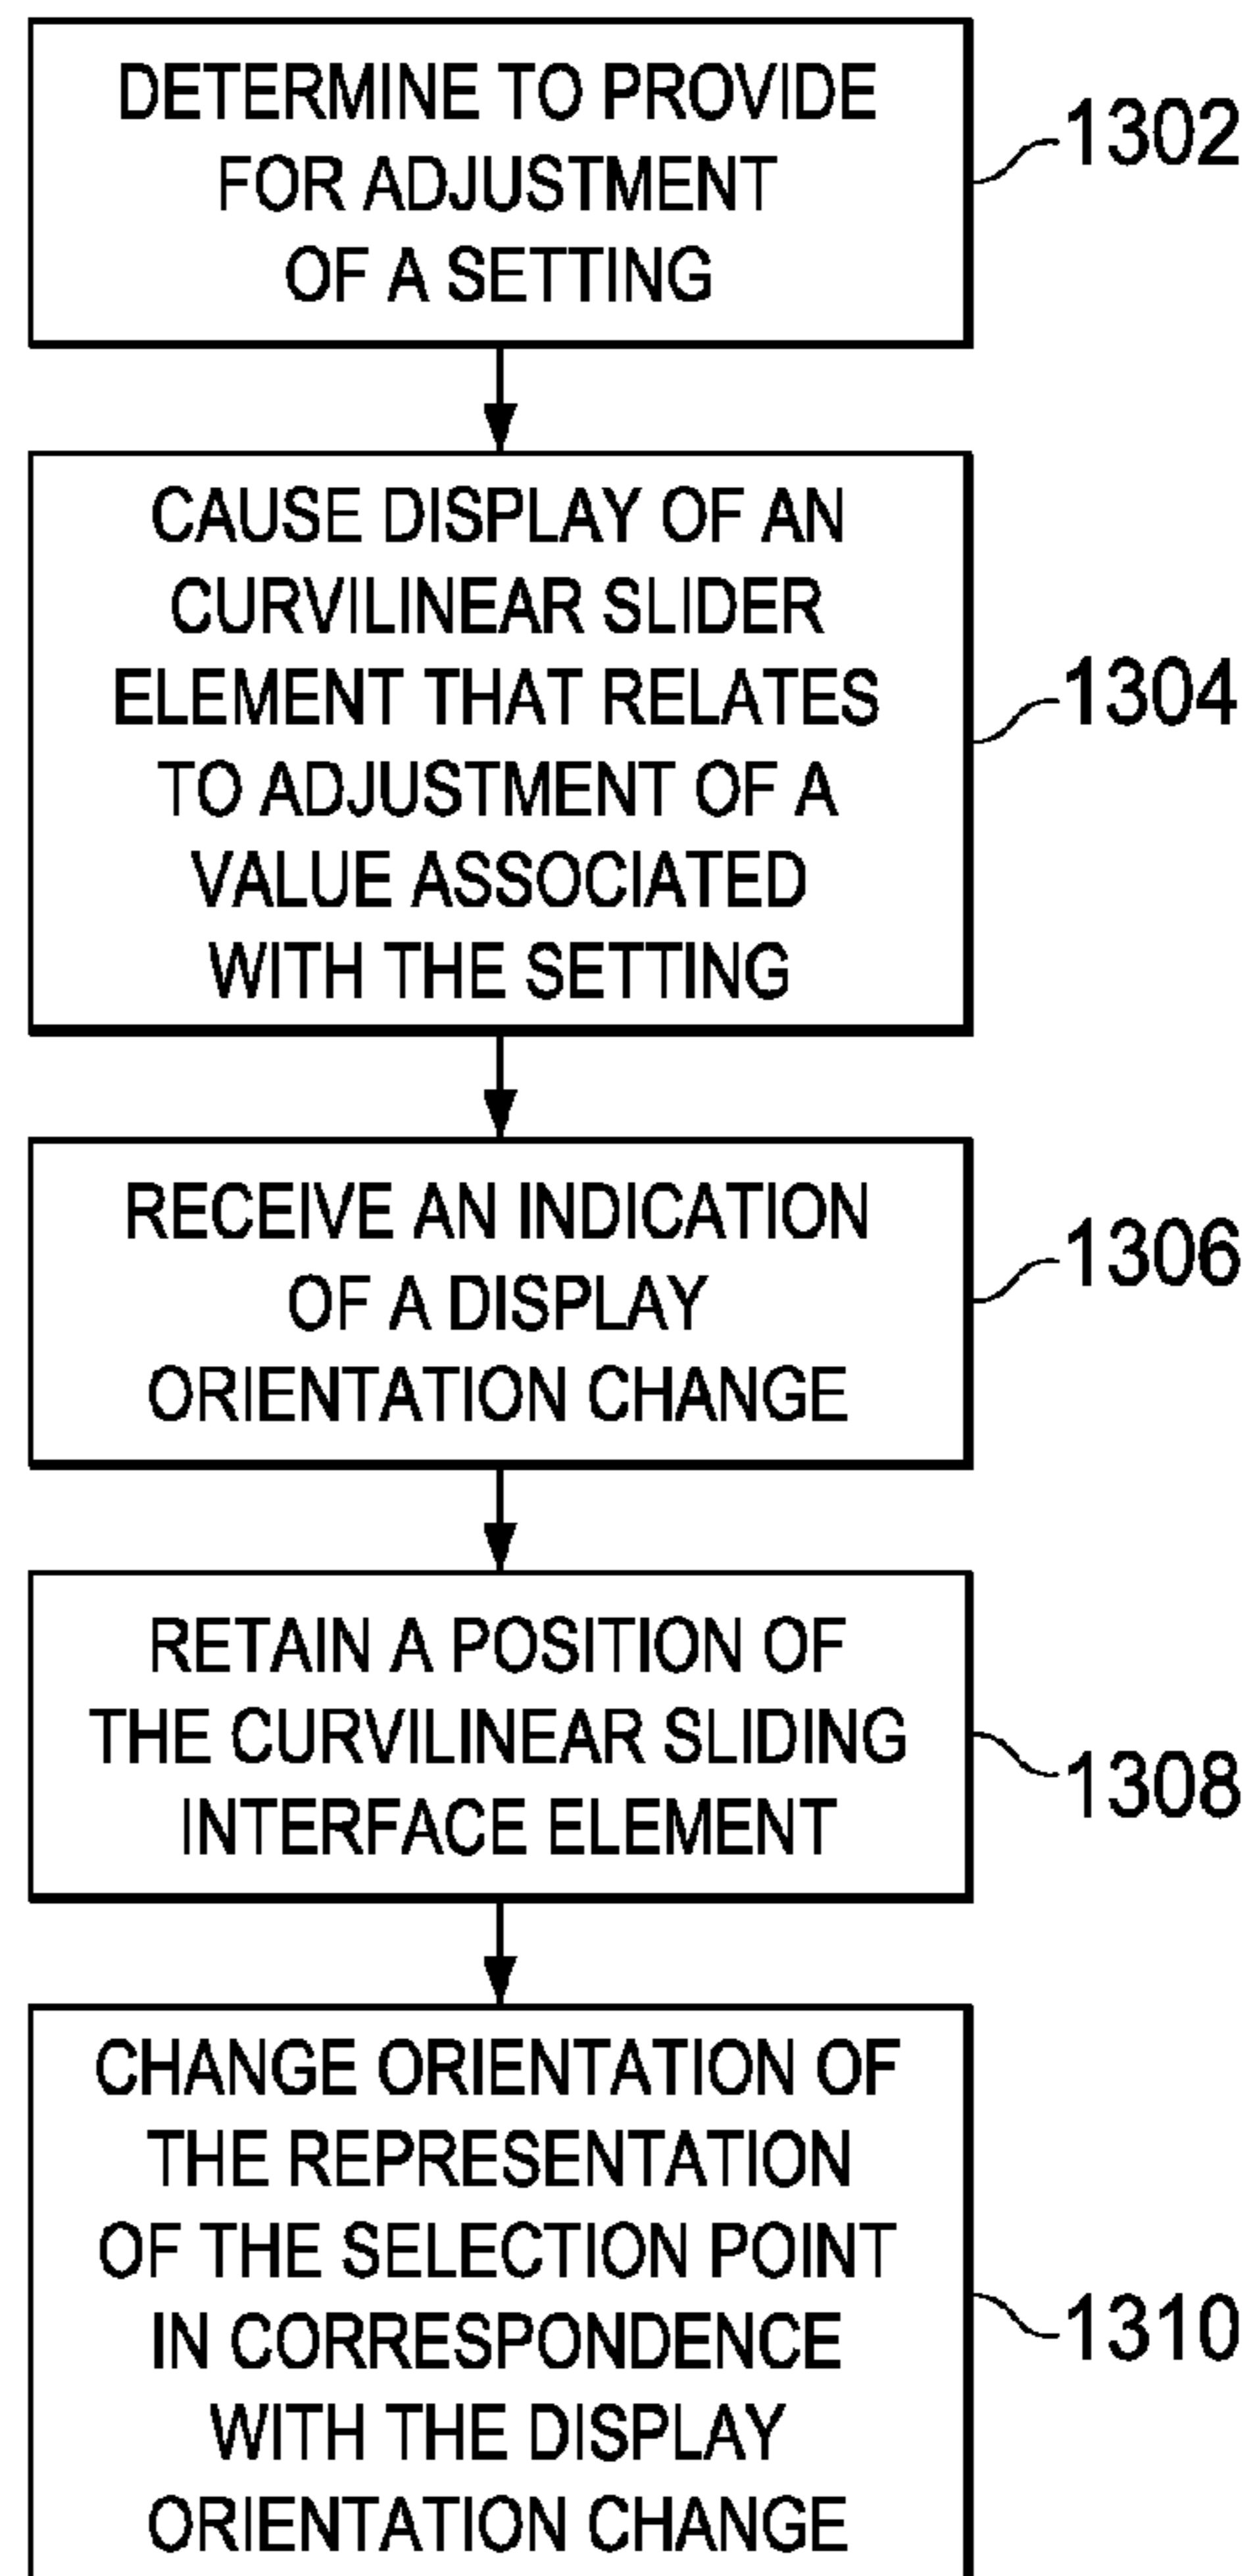 DETERMINE TO PROVIDE
FOR ADJUSTMENT
OF A SETTING
1302
CAUSE DISPLAY OF AN
CURVILINEAR SLIDER
ELEMENT THAT RELATES
TO ADJUSTMENT OF A
VALUE ASSOCIATED
WITH THE SETTING
1304
RECEIVE AN INDICATION
OF A DISPLAY
ORIENTATION CHANGE
1306
RETAIN A POSITION OF
THE CURVILINEAR SLIDING
INTERFACE ELEMENT
1308
CHANGE ORIENTATION OF
THE REPRESENTATION
OF THE SELECTION POINT
IN CORRESPONDENCE
WITH THE DISPLAY
ORIENTATION CHANGE
1310